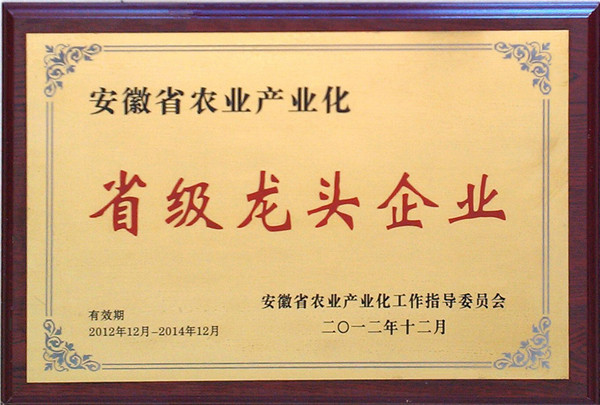 安徽省农业产业化
省级龙头企业
有效期
2012年12月-2014年12月
安徽省农业产业化工作指导委员会
二〇一二年十二月